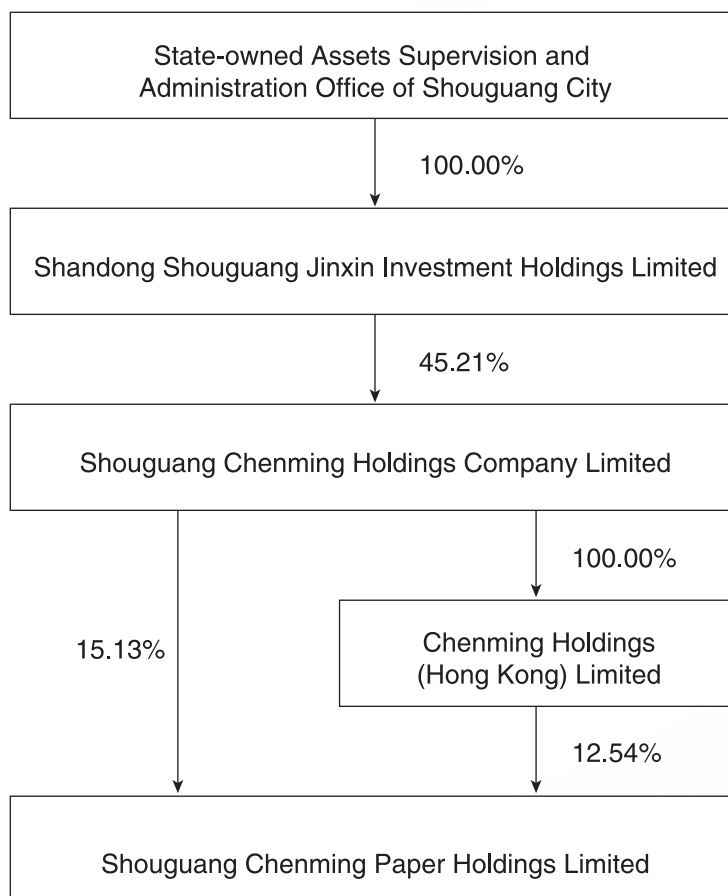 State-owned Assets Supervision and
Administration Office of Shouguang City
100.00%
Shandong Shouguang Jinxin Investment Holdings Limited
45.21%
Shouguang Chenming Holdings Company Limited
100.00%
15.13%
Chenming Holdings
(Hong Kong) Limited
12.54%
Shouguang Chenming Paper Holdings Limited